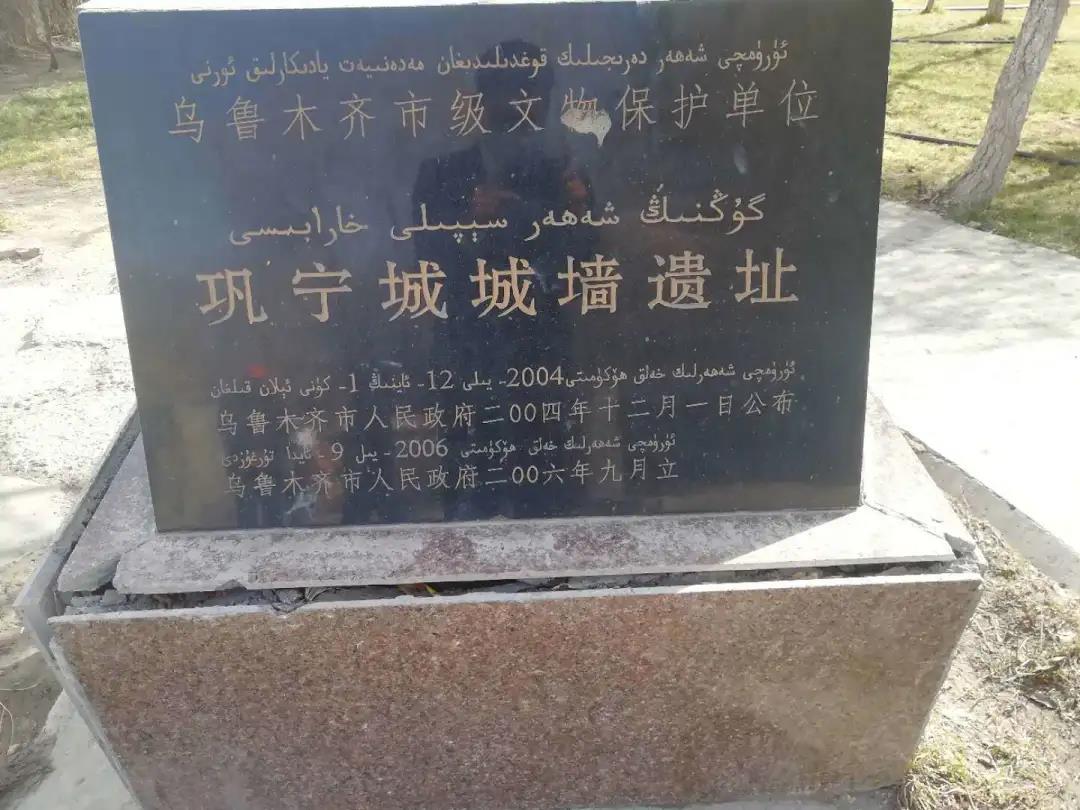 ئۈرۈمچى شەھەر دەرىجىلىك قوغدىلىدىغان مەدەنىيەت يادىكارلىق ئورنى
乌鲁木齐市级文物保护单位
گۇڭنىڭ شەھەر سېپىلى خارابىسى
巩宁城城墙遗址
ئۈرۈمچى شەھەرلىك خەلق ھۆكۈمىتى 2004- يىلى 12- ئاينىڭ 1- كۈنى ئېلان قىلغان
乌鲁木齐市人民政府二00四年十二月一日公布
ئۈرۈمچى شەھەرلىك خەلق ھۆكۈمىتى 2006 - يىل 9- ئايدا تۇرغۇزدى
乌鲁木齐市人民政府二00六年九月立